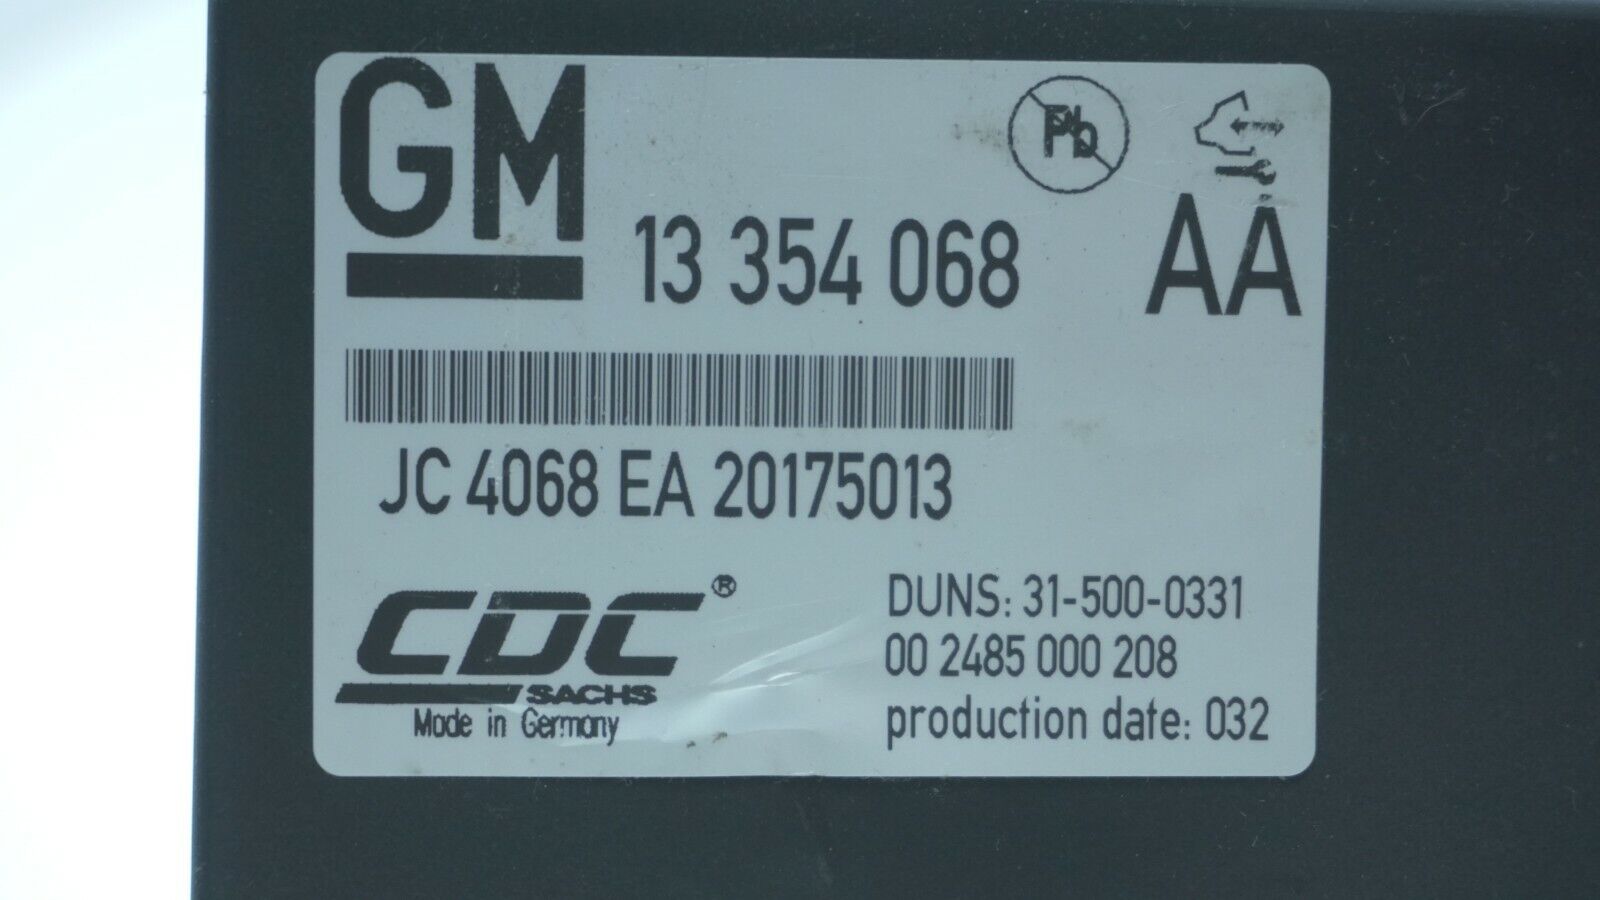 GM
Pb
13 354 068
AA
JC 4068 EA 20175013
CDC®
SACHS
Made in Germany
DUNS: 31-500-0331
00 2485 000 208
production date: 032